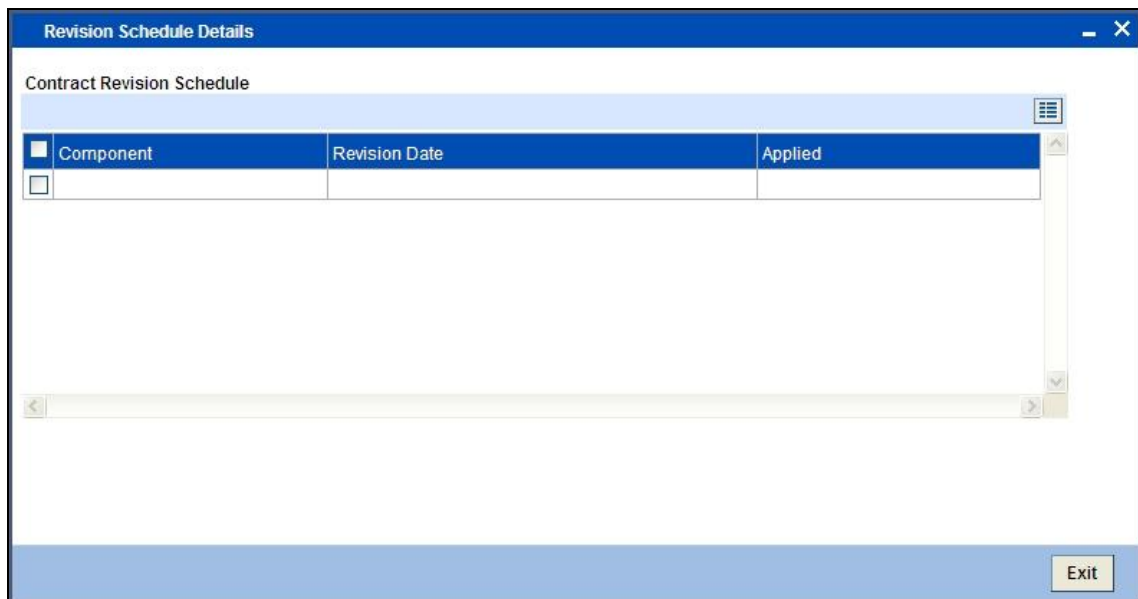 Revision Schedule Details
Contract Revision Schedule
Component Revision Date Applied
Exit